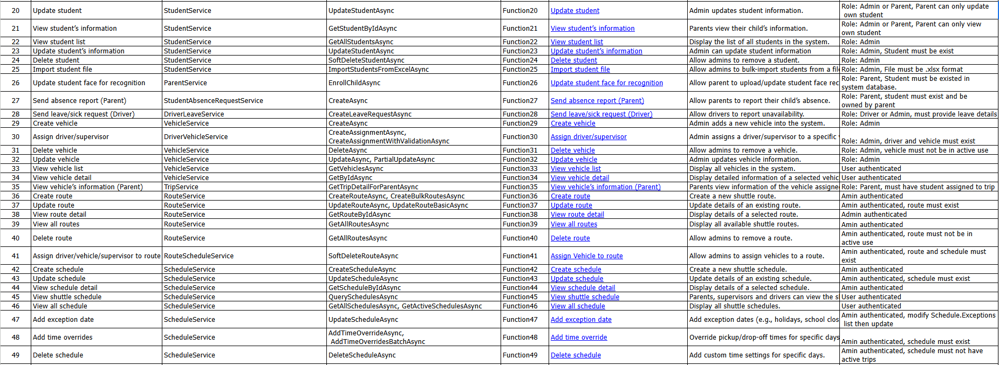 20 Update student StudentService UpdateStudentAsync Function20 Update student Admin updates student information. Role: Admin or Parent, Parent can only update
own student
21 View student’s information StudentService GetStudentByIdAsync Function21 View student’s information Parents view their child’s information. Role: Admin or Parent, Parent can only view
own student
22 View student list StudentService GetAllStudentsAsync Function22 View student list Display the list of all students in the system. Role: Admin
23 Update student’s information StudentService UpdateStudentAsync Function23 Update student’s information Admin can update student information Role: Admin, Student must be exist
24 Delete student StudentService SoftDeleteStudentAsync Function24 Delete student Allow admins to remove a student. Role: Admin
25 Import student file StudentService ImportStudentsFromExcelAsync Function25 Import student file Allow admins to bulk-import students from a file Role: Admin, File must be .xlsx format
26 Update student face for recognition ParentService EnrollChildAsync Function26 Update student face for recognition Allow parent to upload/update student face rec Role: Parent, Student must be existed in
system database.
27 Send absence report (Parent) StudentAbsenceRequestService CreateAsync Function27 Send absence report (Parent) Allow parents to report their child’s absence. Role: Parent, student must exist and be
owned by parent
28 Send leave/sick request (Driver) DriverLeaveService CreateLeaveRequestAsync Function28 Send leave/sick request (Driver) Allow drivers to report unavailability. Role: Driver or Admin, must provide leave details
29 Create vehicle VehicleService CreateAsync Function29 Create vehicle Admin adds a new vehicle into the system. Role: Admin
30 Assign driver/supervisor DriverVehicleService CreateAssignmentAsync,
CreateAssignmentWithValidationAsync Function30 Assign driver/supervisor Admin assigns a driver/supervisor to a specific Role: Admin, driver and vehicle must exist
31 Delete vehicle VehicleService DeleteAsync Function31 Delete vehicle Allow admins to remove a vehicle. Role: Admin, vehicle must not be in active use
32 Update vehicle VehicleService UpdateAsync, PartialUpdateAsync Function32 Update vehicle Admin updates vehicle information. Role: Admin
33 View vehicle list VehicleService GetVehiclesAsync Function33 View vehicle list Display all vehicles in the system. User authenticated
34 View vehicle detail VehicleService GetByIdAsync Function34 View vehicle detail Display detailed information of a selected vehic User authenticated
35 View vehicle’s information (Parent) TripService GetTripDetailForParentAsync Function35 View vehicle’s information (Parent) Parents view information of the vehicle assigne Role: Parent, must have student assigned to trip
36 Create route RouteService CreateRouteAsync, CreateBulkRoutesAsync Function36 Create route Create a new shuttle route. Amin authenticated
37 Update route RouteService UpdateRouteAsync, UpdateRouteBasicAsync Function37 Update route Update details of an existing route. Amin authenticated, route must exist
38 View route detail RouteService GetRouteByIdAsync Function38 View route detail Display details of a selected route. Admin authenticated
39 View all routes RouteService GetAllRoutesAsync Function39 View all routes Display all available shuttle routes. Amin authenticated
40 Delete route RouteService GetAllRoutesAsync Function40 Delete route Allow admins to remove a route. Amin authenticated, route must not be in
active use
41 Assign driver/vehicle/supervisor to route RouteScheduleService SoftDeleteRouteAsync Function41 Assign Vehicle to route Allow admins to assign vehicles to a route. Amin authenticated, route and schedule must
exist
42 Create schedule ScheduleService CreateScheduleAsync Function42 Create schedule Create a new shuttle schedule. Amin authenticated
43 Update schedule ScheduleService UpdateScheduleAsync Function43 Update schedule Update details of an existing schedule. Amin authenticated, schedule must exist
44 View schedule detail ScheduleService GetScheduleByIdAsync Function44 View schedule detail Display details of a selected schedule. Amin authenticated
45 View shuttle schedule ScheduleService QuerySchedulesAsync Function45 View shuttle schedule Parents, supervisors and drivers can view the s User authenticated
46 View all schedule ScheduleService GetAllSchedulesAsync, GetActiveSchedulesAsync Function46 View all schedule Display all shuttle schedules. User authenticated
47 Add exception date ScheduleService UpdateScheduleAsync Function47 Add exception date Add exception dates (e.g., holidays, school clos Amin authenticated, modify Schedule.Exceptions
list then update
48 Add time overrides ScheduleService AddTimeOverrideAsync,
AddTimeOverridesBatchAsync Function48 Add time override Override pickup/drop-off times for specific days Amin authenticated, schedule must exist
49 Delete schedule ScheduleService DeleteScheduleAsync Function49 Delete schedule Add custom time settings for specific days. Amin authenticated, schedule must not have
active trips